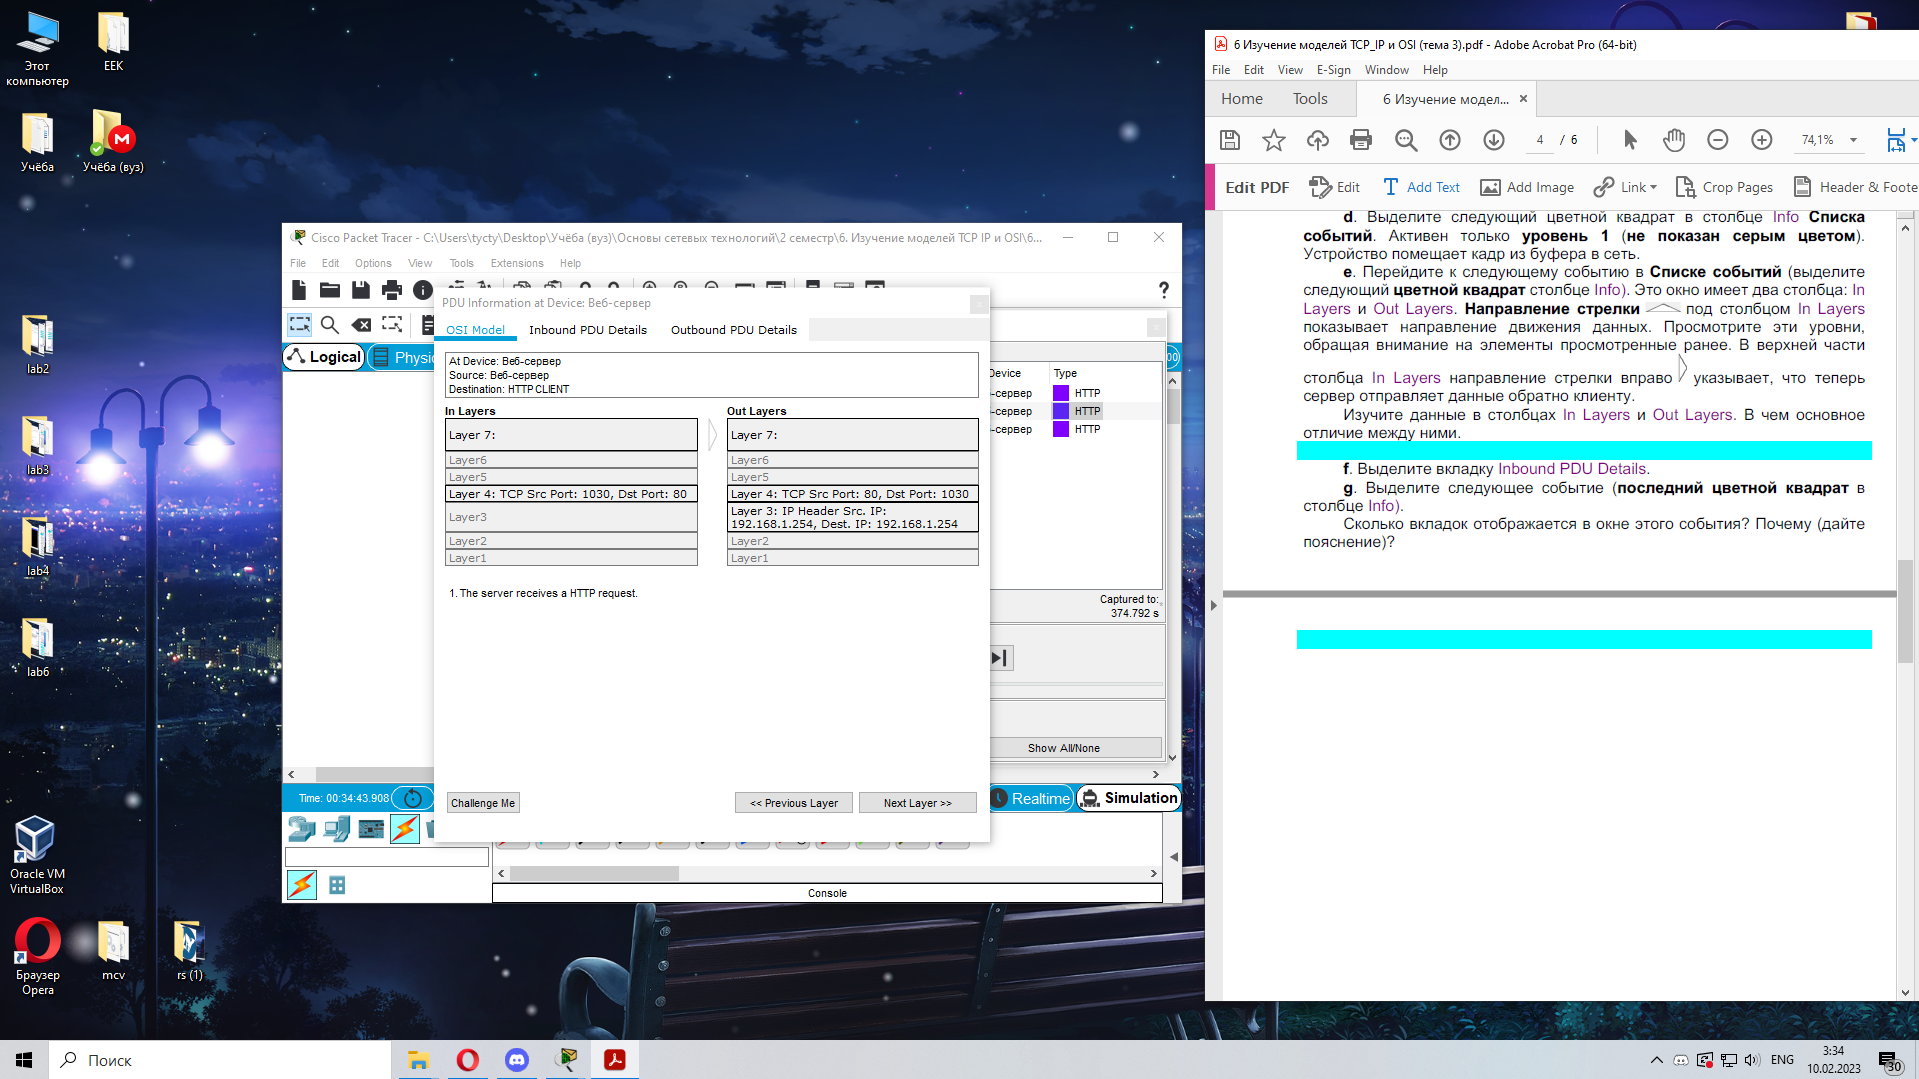 Этот компьютер
EEK
Учёба
Учёба (вуз)
lab2
lab3
lab4
lab6
Oracle VM VirtualBox
Браузер Opera
mcv
rs (1)
Cisco Packet Tracer - C:\Users\tycty\Desktop\Учёба (вуз)\Основы сетевых технологий\2 семестр\6. Изучение моделей TCP IP и OSI\6...
File Edit Options View Tools Extensions Help
?
Logical
PDU Information at Device: Веб-сервер
OSI Model Inbound PDU Details Outbound PDU Details
At Device: Веб-сервер
Source: Веб-сервер
Destination: HTTP CLIENT
In Layers Out Layers
Layer 7: Layer 7:
Layer6 Layer6
Layer5 Layer5
Layer 4: TCP Src Port: 1030, Dst Port: 80 Layer 4: TCP Src Port: 80, Dst Port: 1030
Layer3 Layer 3: IP Header Src. IP:
192.168.1.254, Dest. IP: 192.168.1.254
Layer2 Layer2
Layer1 Layer1
1. The server receives a HTTP request.
Challenge Me << Previous Layer Next Layer >>
Type
-сервер HTTP
-сервер HTTP
-сервер HTTP
Captured to:
374.792 s
Show All/None
Time: 00:34:43.908
Realtime Simulation
Console
6 Изучение моделей TCP_IP и OSI (тема 3).pdf - Adobe Acrobat Pro (64-bit)
File Edit View E-Sign Window Help
Home Tools 6 Изучение модел... ×
4 / 6 74,1%
Edit PDF Edit Add Text Add Image Link Crop Pages Header & Foote
d. Выделите следующий цветной квадрат в столбце Info Списка
событий. Активен только уровень 1 (не показан серым цветом).
Устройство помещает кадр из буфера в сеть.
e. Перейдите к следующему событию в Списке событий (выделите
следующий цветной квадрат столбце Info). Это окно имеет два столбца: In
Layers и Out Layers. Направление стрелки под столбцом In Layers
показывает направление движения данных. Просмотрите эти уровни,
обращая внимание на элементы просмотренные ранее. В верхней части
столбца In Layers направление стрелки вправо указывает, что теперь
сервер отправляет данные обратно клиенту.
Изучите данные в столбцах In Layers и Out Layers. В чем основное
отличие между ними.
f. Выделите вкладку Inbound PDU Details.
g. Выделите следующее событие (последний цветной квадрат в
столбце Info).
Сколько вкладок отображается в окне этого события? Почему (дайте
пояснение)?
Поиск
ENG
3:34
10.02.2023
30